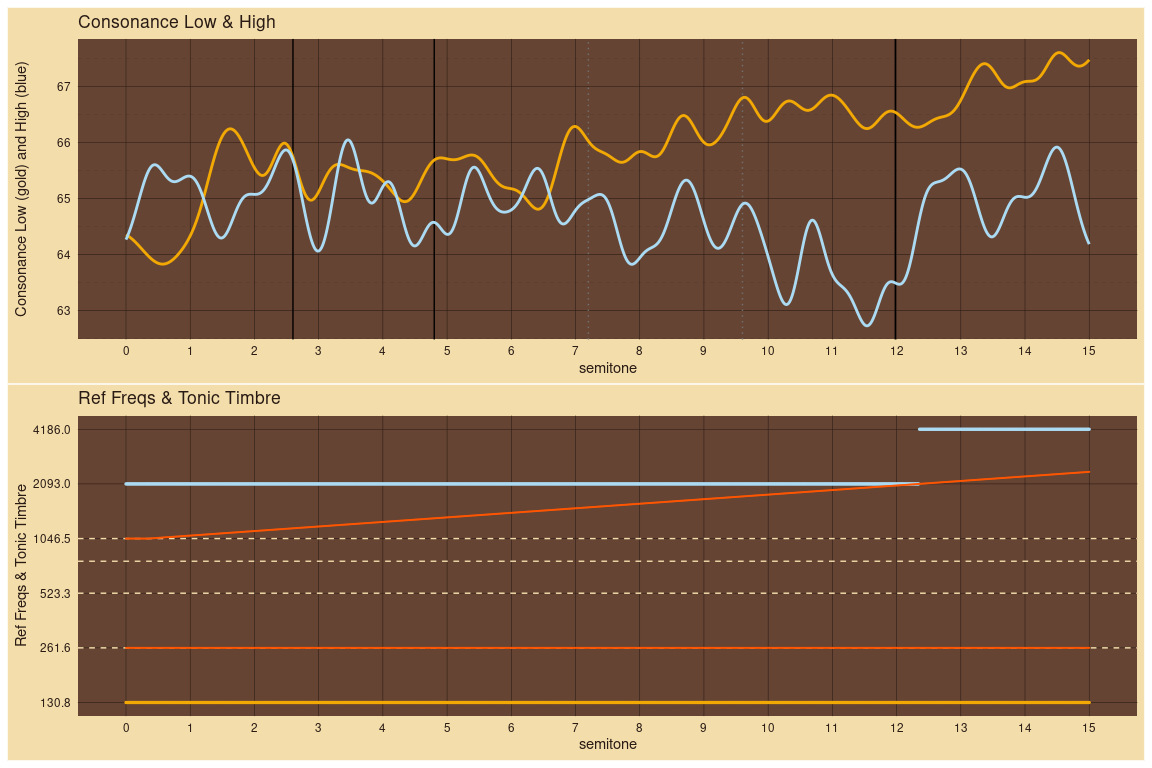 Consonance Low & High
Consonance Low (gold) and High (blue)
67
66
65
64
63
0 1 2 3 4 5 6 7 8 9 10 11 12 13 14 15
semitone
Ref Freqs & Tonic Timbre
Ref Freqs & Tonic Timbre
4186.0
2093.0
1046.5
523.3
261.6
130.8
0 1 2 3 4 5 6 7 8 9 10 11 12 13 14 15
semitone